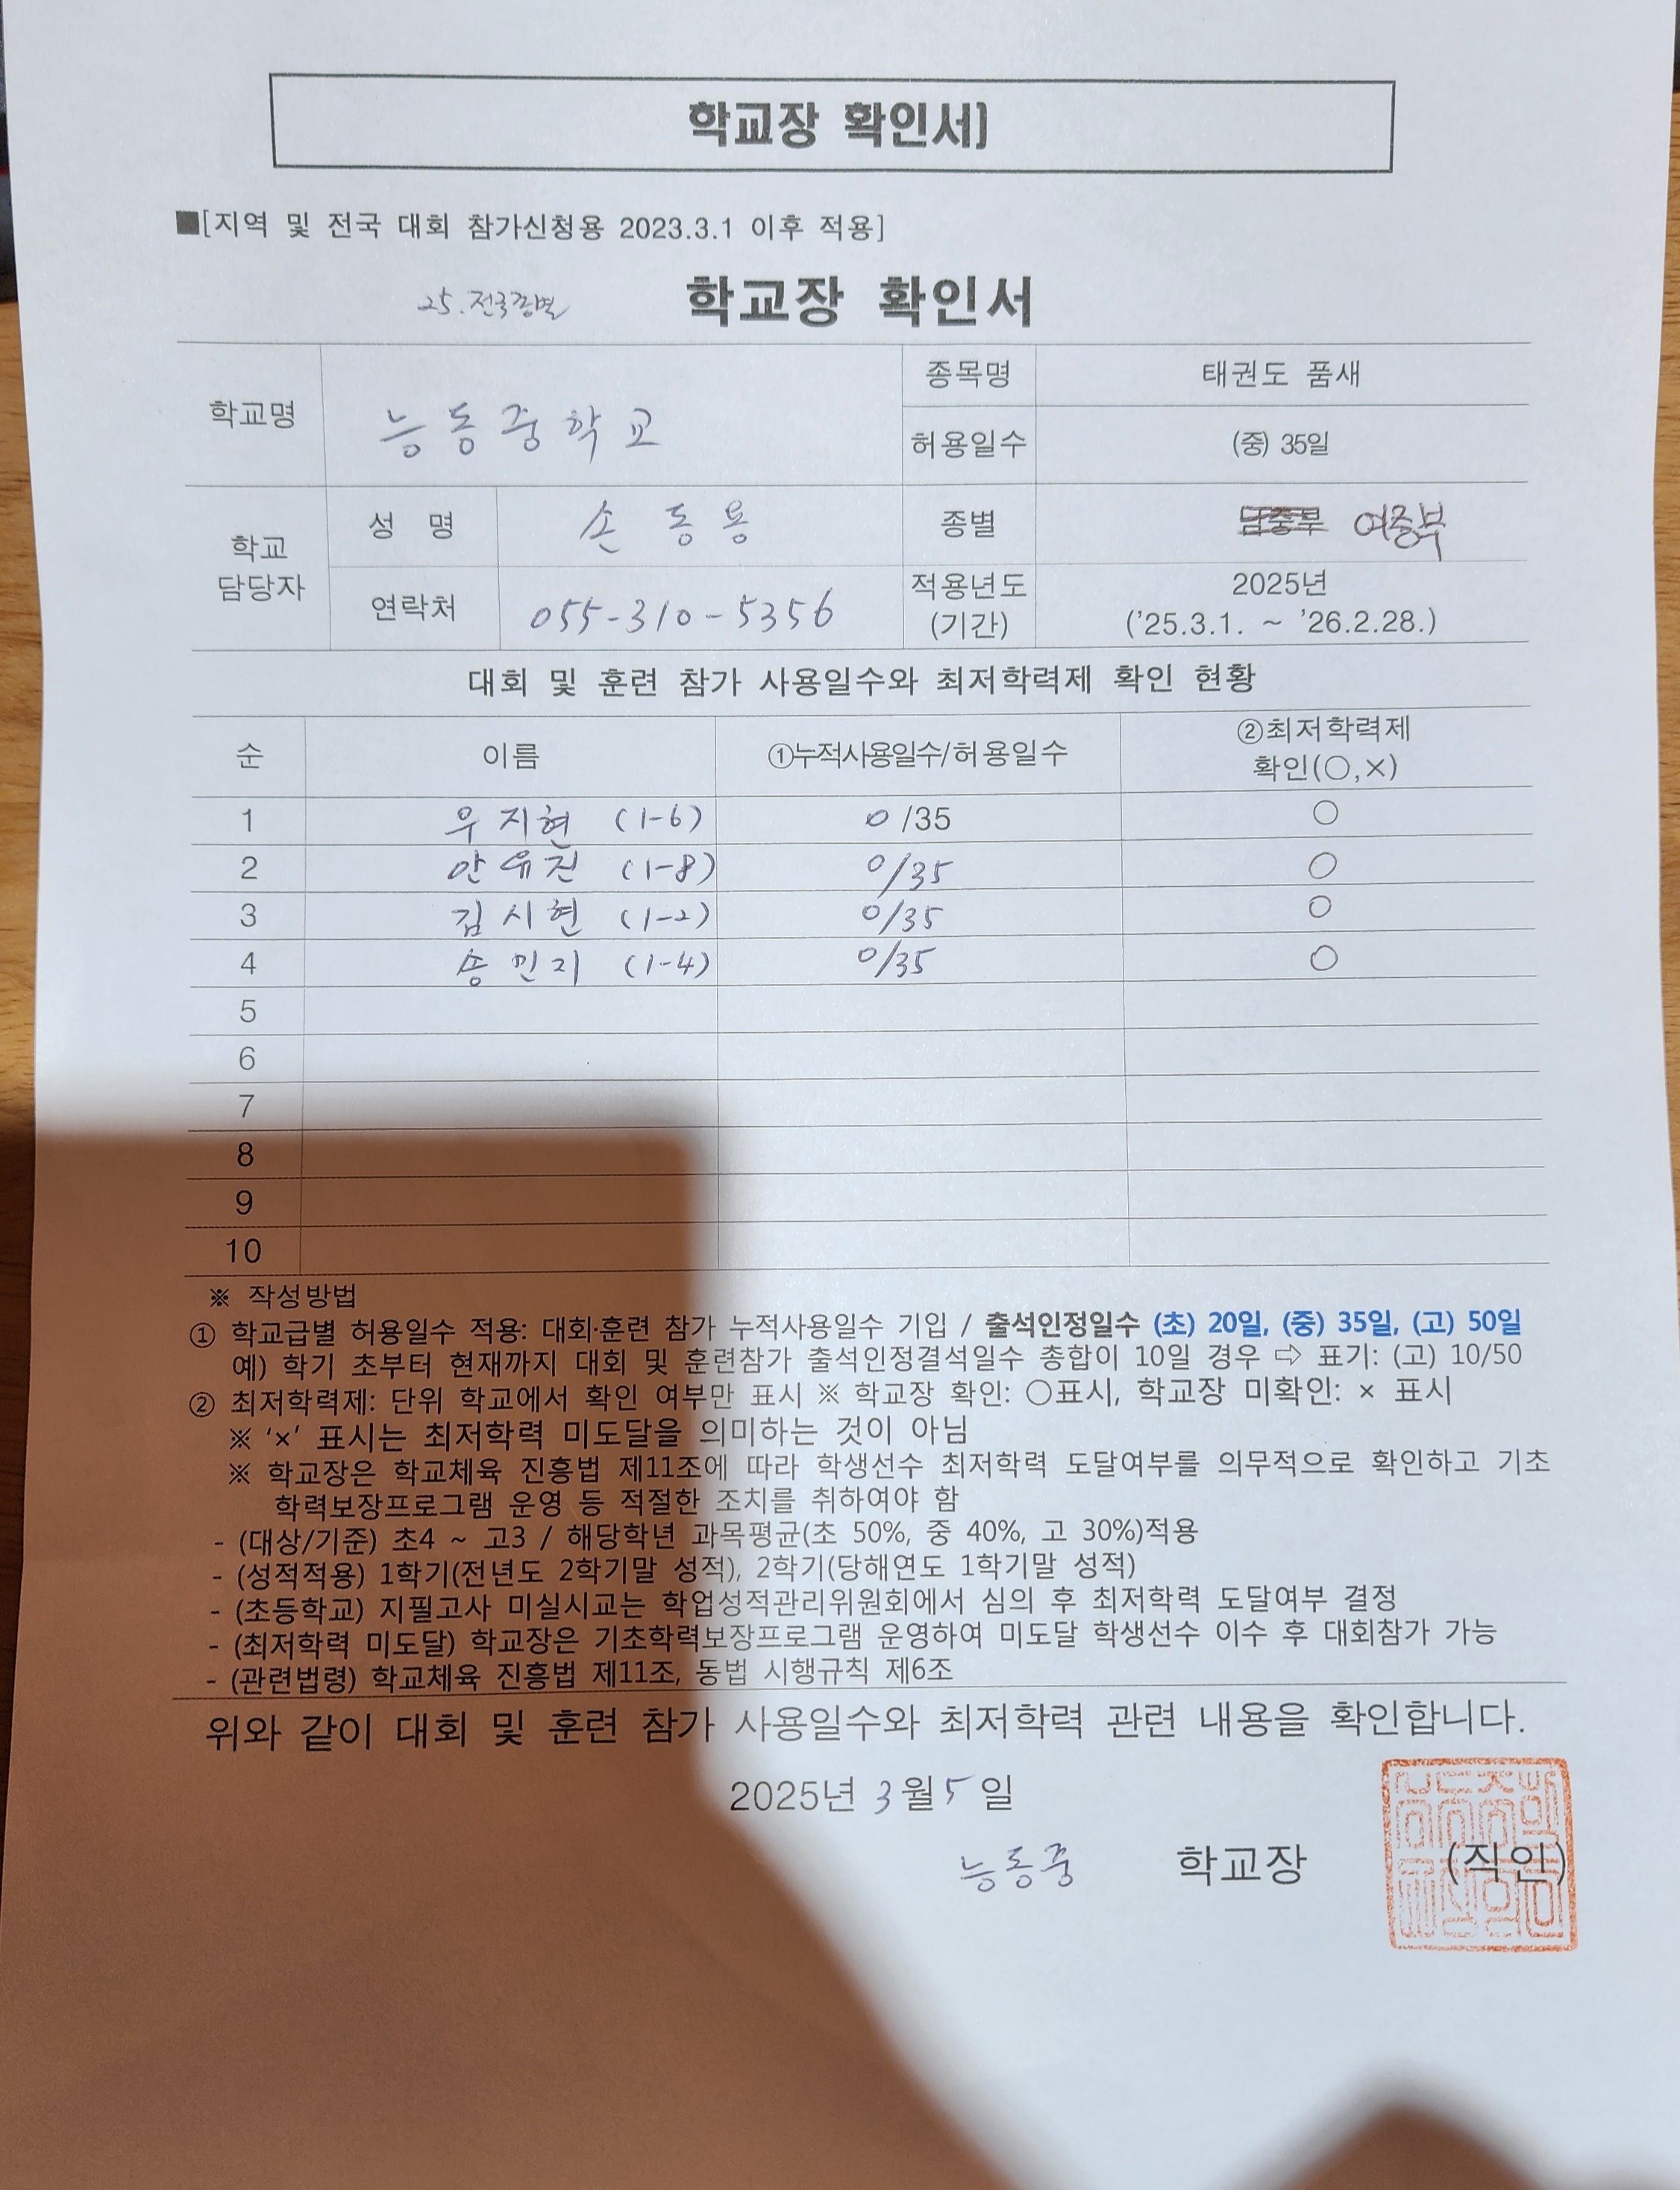 학교장 확인서]
■[지역 및 전국 대회 참가신청용 2023.3.1 이후 적용]
25. 전국종별 학교장 확인서
학교명 능동중학교 종목명 태권도 품새
허용일수 (중) 35일
학교 담당자 성 명 손동용 종별 남중부 여중부
연락처 055-310-5356 적용년도 (기간) 2025년 ('25.3.1. ~ '26.2.28.)
대회 및 훈련 참가 사용일수와 최저학력제 확인 현황
순 이름 ①누적사용일수/허용일수 ②최저학력제 확인(○,×)
1 우지현 (1-6) 0 /35 ○
2 안유진 (1-8) 0/35 ○
3 김시현 (1-2) 0/35 ○
4 송민지 (1-4) 0/35 ○
5
6
7
8
9
10
※ 작성방법
① 학교급별 허용일수 적용: 대회·훈련 참가 누적사용일수 기입 / 출석인정일수 (초) 20일, (중) 35일, (고) 50일
예) 학기 초부터 현재까지 대회 및 훈련참가 출석인정결석일수 총합이 10일 경우 ⇨ 표기: (고) 10/50
② 최저학력제: 단위 학교에서 확인 여부만 표시 ※ 학교장 확인: ○표시, 학교장 미확인: × 표시
※ '×' 표시는 최저학력 미도달을 의미하는 것이 아님
※ 학교장은 학교체육 진흥법 제11조에 따라 학생선수 최저학력 도달여부를 의무적으로 확인하고 기초
학력보장프로그램 운영 등 적절한 조치를 취하여야 함
- (대상/기준) 초4 ~ 고3 / 해당학년 과목평균(초 50%, 중 40%, 고 30%)적용
- (성적적용) 1학기(전년도 2학기말 성적), 2학기(당해연도 1학기말 성적)
- (초등학교) 지필고사 미실시교는 학업성적관리위원회에서 심의 후 최저학력 도달여부 결정
- (최저학력 미도달) 학교장은 기초학력보장프로그램 운영하여 미도달 학생선수 이수 후 대회참가 가능
- (관련법령) 학교체육 진흥법 제11조, 동법 시행규칙 제6조
위와 같이 대회 및 훈련 참가 사용일수와 최저학력 관련 내용을 확인합니다.
2025년 3월 5일
능동중 학교장 (직인)